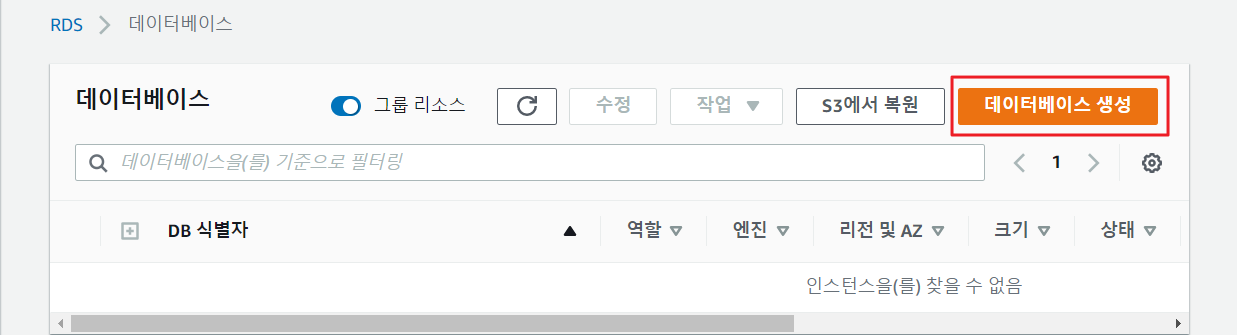 RDS 데이터베이스
데이터베이스 그룹 리소스 수정 작업 S3에서 복원 데이터베이스 생성
데이터베이스을(를) 기준으로 필터링 1
DB 식별자 역할 엔진 리전 및 AZ 크기 상태
인스턴스을(를) 찾을 수 없음